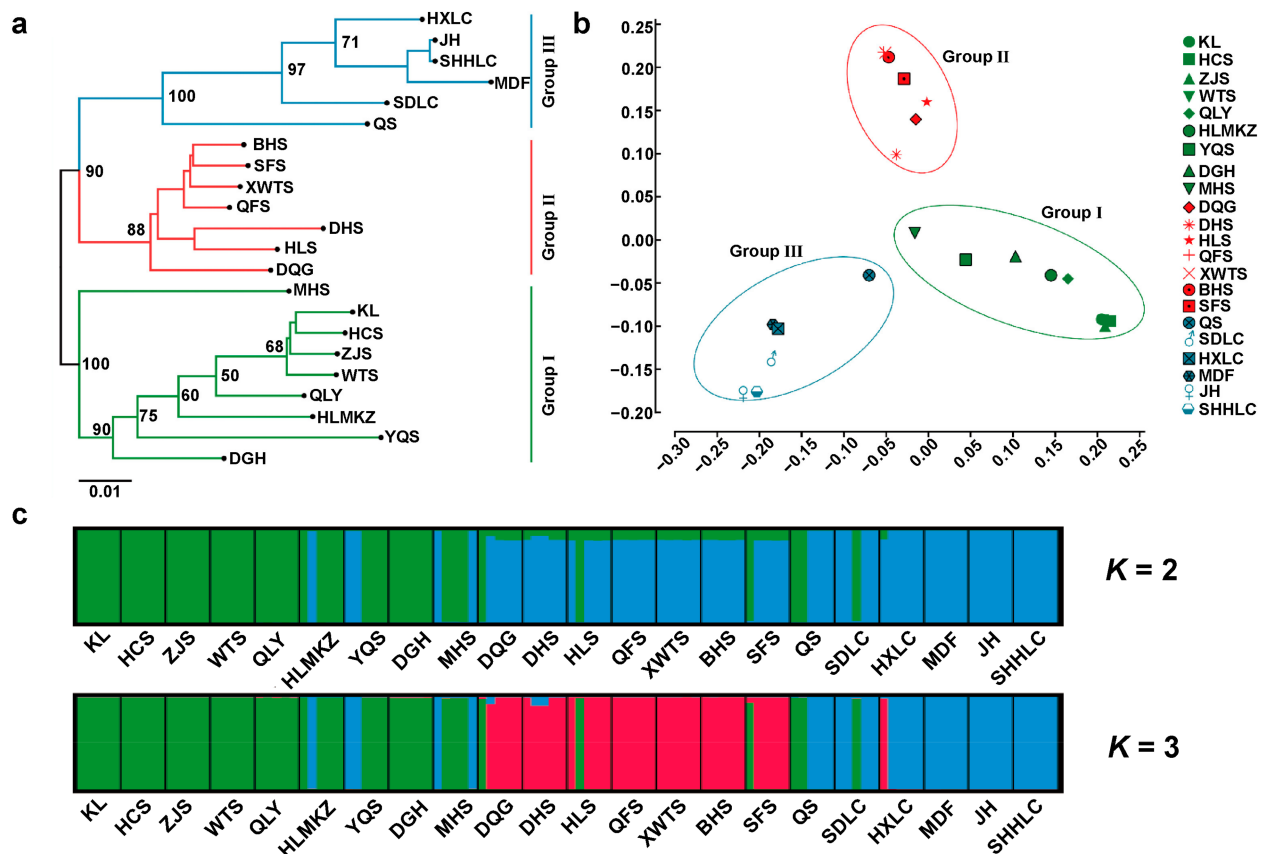 a
HXLC
JH
SHHLC
MDF
SDLC
QS
71
97
100
Group III
BHS
SFS
XWTS
QFS
DHS
HLS
DQG
90
88
Group II
MHS
KL
HCS
ZJS
WTS
QLY
HLMKZ
YQS
DGH
100
68
50
60
75
90
Group I
0.01
b
0.25
0.20
0.15
0.10
0.05
0.00
−0.05
−0.10
−0.15
−0.20
−0.30
−0.25
−0.20
−0.15
−0.10
−0.05
0.00
0.05
0.10
0.15
0.20
0.25
Group II
Group I
Group III
KL
HCS
ZJS
WTS
QLY
HLMKZ
YQS
DGH
MHS
DQG
DHS
HLS
QFS
XWTS
BHS
SFS
QS
SDLC
HXLC
MDF
JH
SHHLC
c
K = 2
KL HCS ZJS WTS QLY HLMKZ YQS DGH MHS DQG DHS HLS QFS XWTS BHS SFS QS SDLC HXLC MDF JH SHHLC
K = 3
KL HCS ZJS WTS QLY HLMKZ YQS DGH MHS DQG DHS HLS QFS XWTS BHS SFS QS SDLC HXLC MDF JH SHHLC